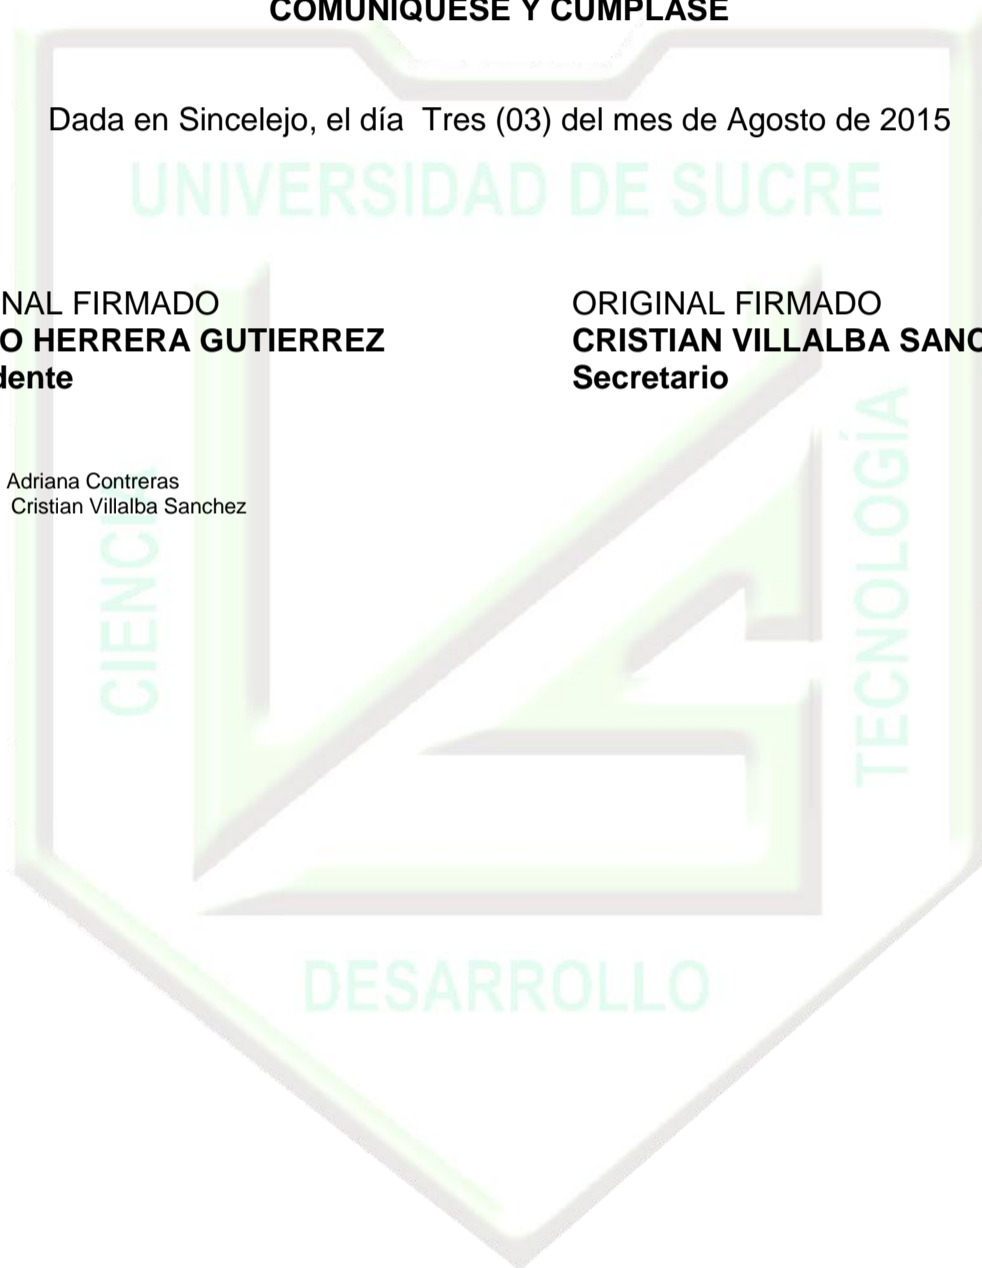 COMUNIQUESE Y CUMPLASE
Dada en Sincelejo, el día Tres (03) del mes de Agosto de 2015
UNIVERSIDAD DE SUCRE
NAL FIRMADO
O HERRERA GUTIERREZ
dente
ORIGINAL FIRMADO
CRISTIAN VILLALBA SANC
Secretario
Adriana Contreras
Cristian Villalba Sanchez
CIENCIA
TECNOLOGÍA
DESARROLLO